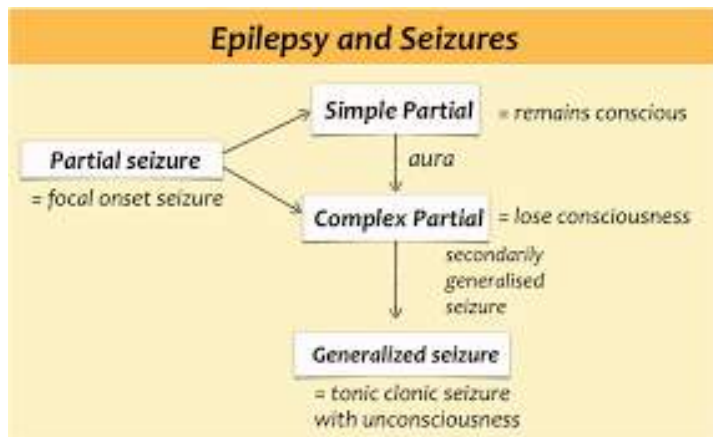 Epilepsy and Seizures
Simple Partial = remains conscious
Partial seizure
= focal onset seizure
aura
Complex Partial = lose consciousness
secondarily
generalised
seizure
Generalized seizure
= tonic clonic seizure
with unconsciousness